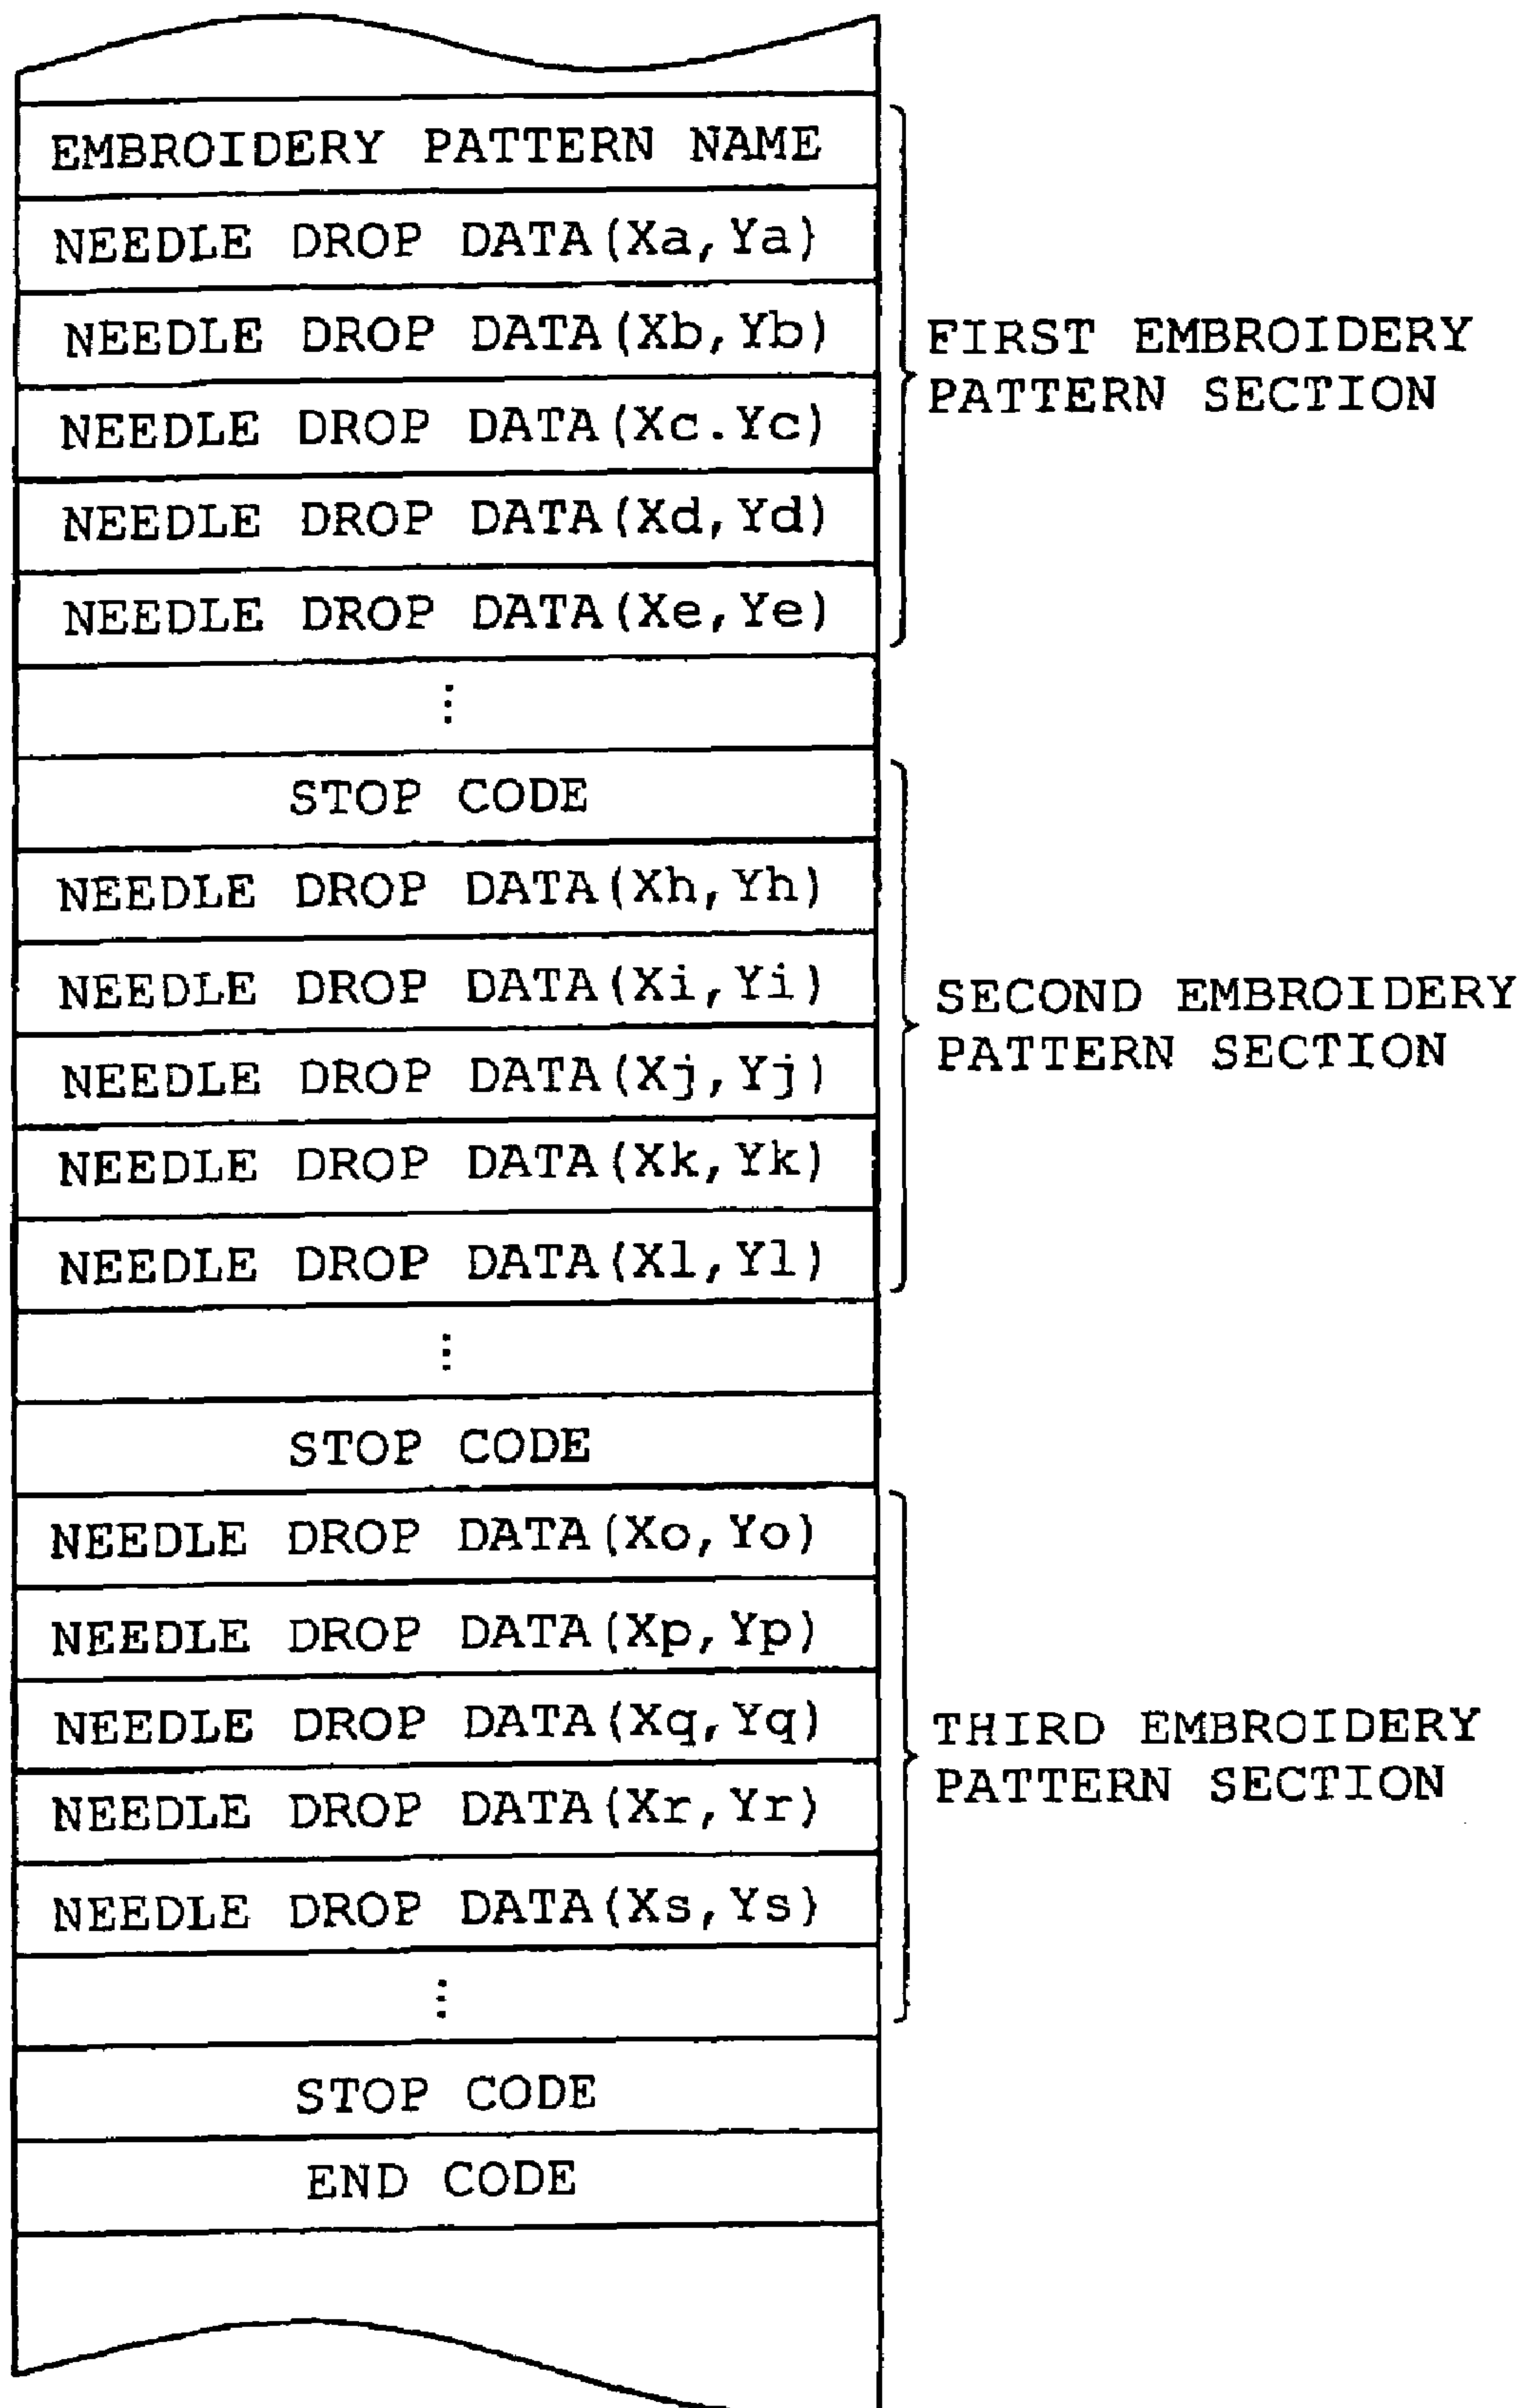 EMBROIDERY PATTERN NAME
NEEDLE DROP DATA(Xa,Ya)
NEEDLE DROP DATA(Xb,Yb)
NEEDLE DROP DATA(Xc.Yc)
NEEDLE DROP DATA(Xd,Yd)
NEEDLE DROP DATA(Xe,Ye)
⋮
FIRST EMBROIDERY
PATTERN SECTION
STOP CODE
NEEDLE DROP DATA(Xh,Yh)
NEEDLE DROP DATA(Xi,Yi)
NEEDLE DROP DATA(Xj,Yj)
NEEDLE DROP DATA(Xk,Yk)
NEEDLE DROP DATA(Xl,Yl)
⋮
SECOND EMBROIDERY
PATTERN SECTION
STOP CODE
NEEDLE DROP DATA(Xo,Yo)
NEEDLE DROP DATA(Xp,Yp)
NEEDLE DROP DATA(Xq,Yq)
NEEDLE DROP DATA(Xr,Yr)
NEEDLE DROP DATA(Xs,Ys)
⋮
THIRD EMBROIDERY
PATTERN SECTION
STOP CODE
END CODE